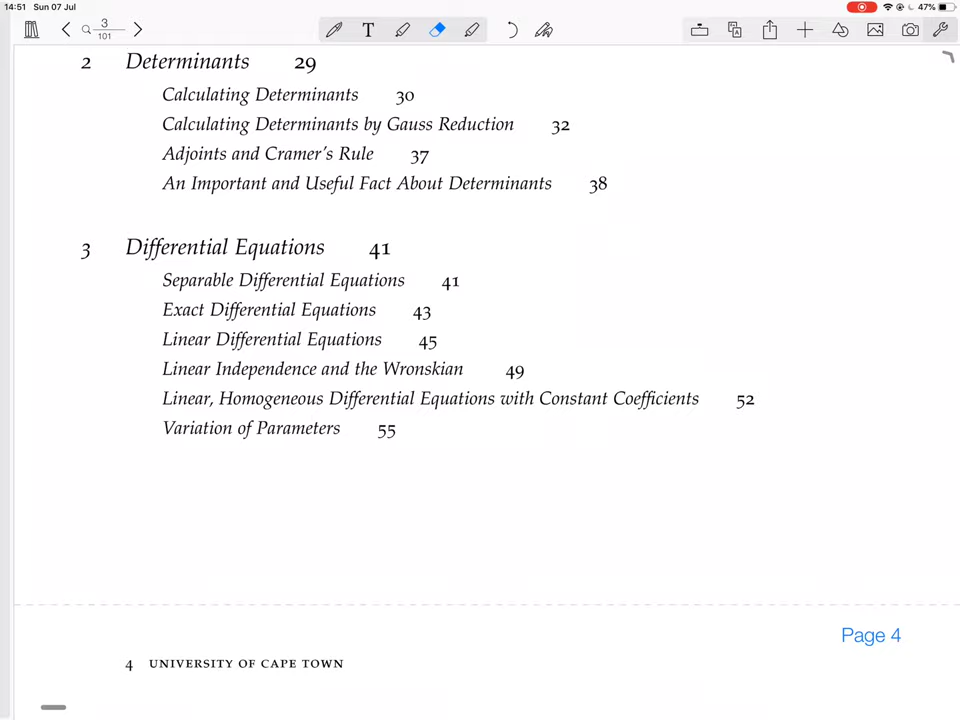 14:51 Sun 07 Jul 47%
3
101
T
2 Determinants 29
Calculating Determinants 30
Calculating Determinants by Gauss Reduction 32
Adjoints and Cramer's Rule 37
An Important and Useful Fact About Determinants 38
3 Differential Equations 41
Separable Differential Equations 41
Exact Differential Equations 43
Linear Differential Equations 45
Linear Independence and the Wronskian 49
Linear, Homogeneous Differential Equations with Constant Coefficients 52
Variation of Parameters 55
Page 4
4 UNIVERSITY OF CAPE TOWN